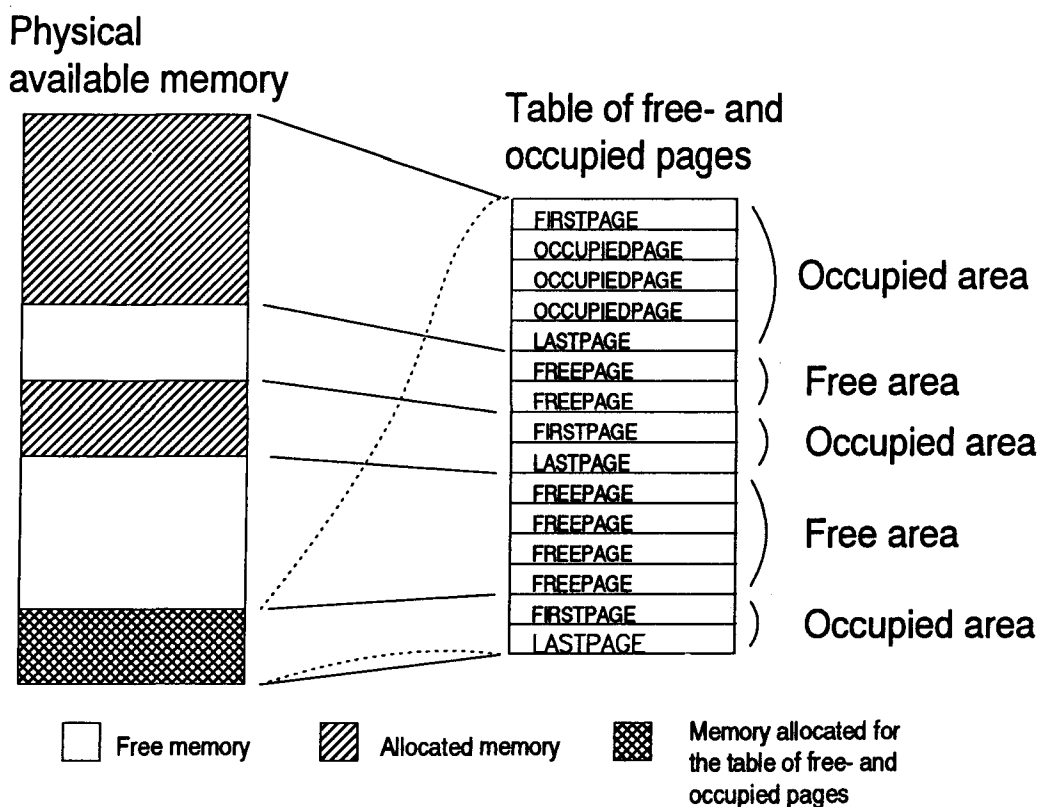 Physical
available memory
Table of free- and
occupied pages
FIRSTPAGE
OCCUPIEDPAGE
OCCUPIEDPAGE
OCCUPIEDPAGE
LASTPAGE
FREEPAGE
FREEPAGE
FIRSTPAGE
LASTPAGE
FREEPAGE
FREEPAGE
FREEPAGE
FREEPAGE
FIRSTPAGE
LASTPAGE
Occupied area
Free area
Occupied area
Free area
Occupied area
Free memory
Allocated memory
Memory allocated for
the table of free- and
occupied pages